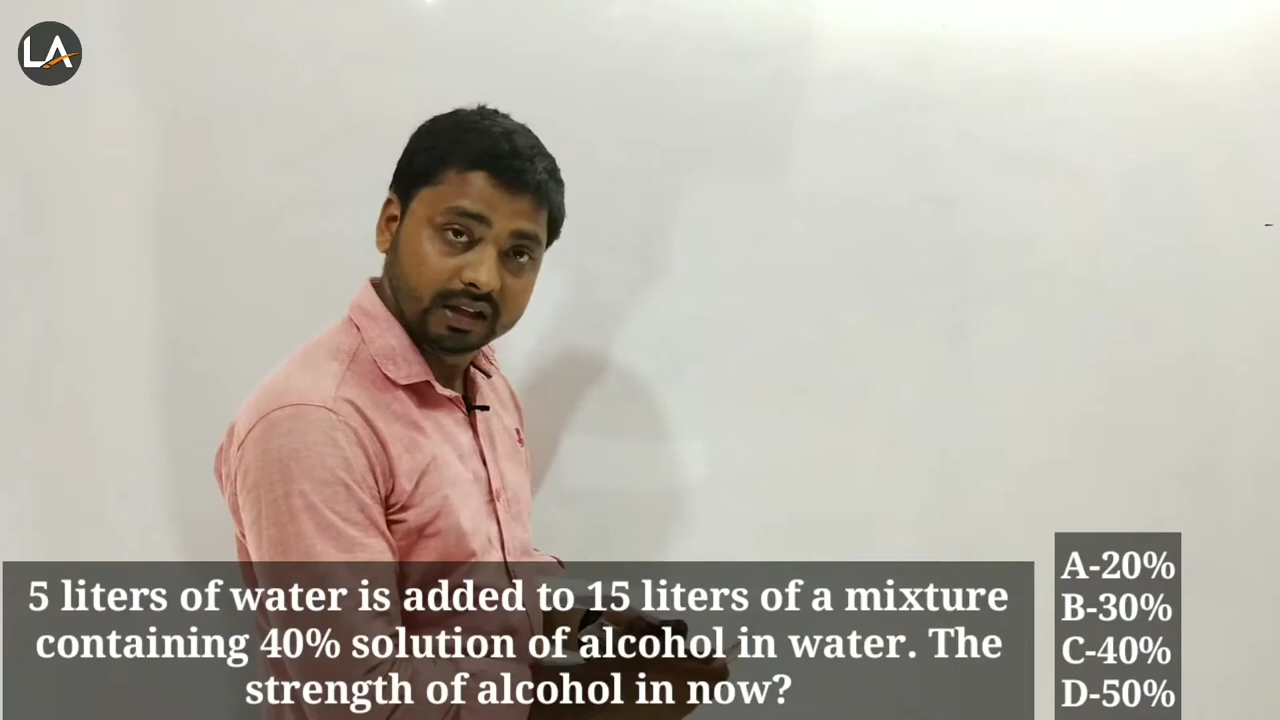 LA
5 liters of water is added to 15 liters of a mixture
containing 40% solution of alcohol in water. The
strength of alcohol in now?
A-20%
B-30%
C-40%
D-50%